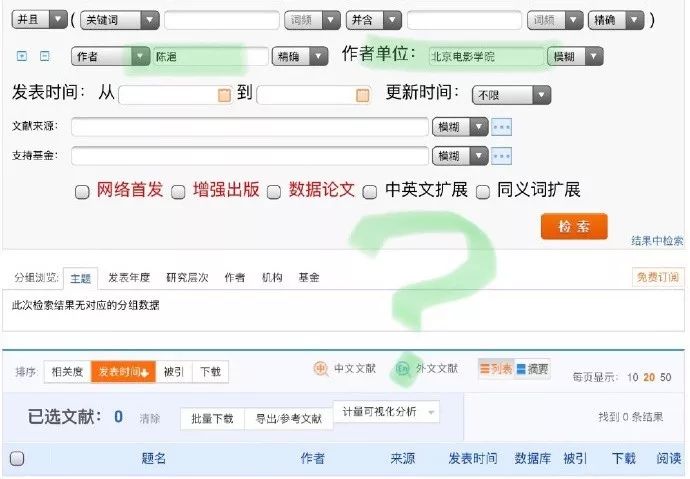 并且 ( 关键词 词频 并含 词频 精确 )
作者 陈浥 精确 作者单位: 北京电影学院 模糊
发表时间: 从 到 更新时间: 不限
文献来源: 模糊 ...
支持基金: 模糊 ...
网络首发 增强出版 数据论文 中英文扩展 同义词扩展
检索
结果中检索
分组浏览: 主题 发表年度 研究层次 作者 机构 基金 免费订阅
此次检索结果无对应的分组数据
?
排序: 相关度 发表时间↓ 被引 下载 中 中文文献 En 外文文献 列表 摘要 每页显示: 10 20 50
已选文献: 0 清除 批量下载 导出/参考文献 计量可视化分析 找到 0 条结果
题名 作者 来源 发表时间 数据库 被引 下载 阅读